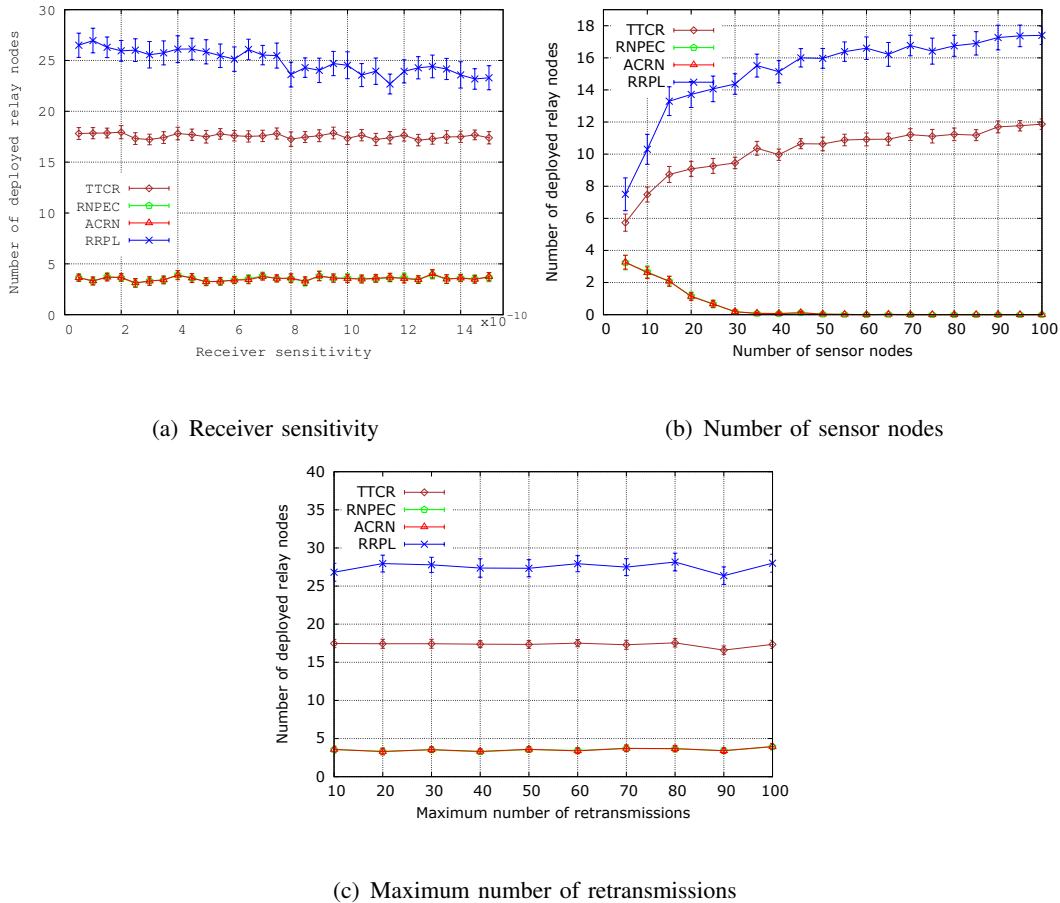 Number of deployed relay nodes
30
25
20
15
10
5
0
TTCR
RNPEC
ACRN
RRPL
0 2 4 6 8 10 12 14
x10⁻¹⁰
Receiver sensitivity
(a) Receiver sensitivity
Number of deployed relay nodes
18
16
14
12
10
8
6
4
2
0
TTCR
RNPEC
ACRN
RRPL
0 10 20 30 40 50 60 70 80 90 100
Number of sensor nodes
(b) Number of sensor nodes
Number of deployed relay nodes
40
35
30
25
20
15
10
5
0
TTCR
RNPEC
ACRN
RRPL
10 20 30 40 50 60 70 80 90 100
Maximum number of retransmissions
(c) Maximum number of retransmissions